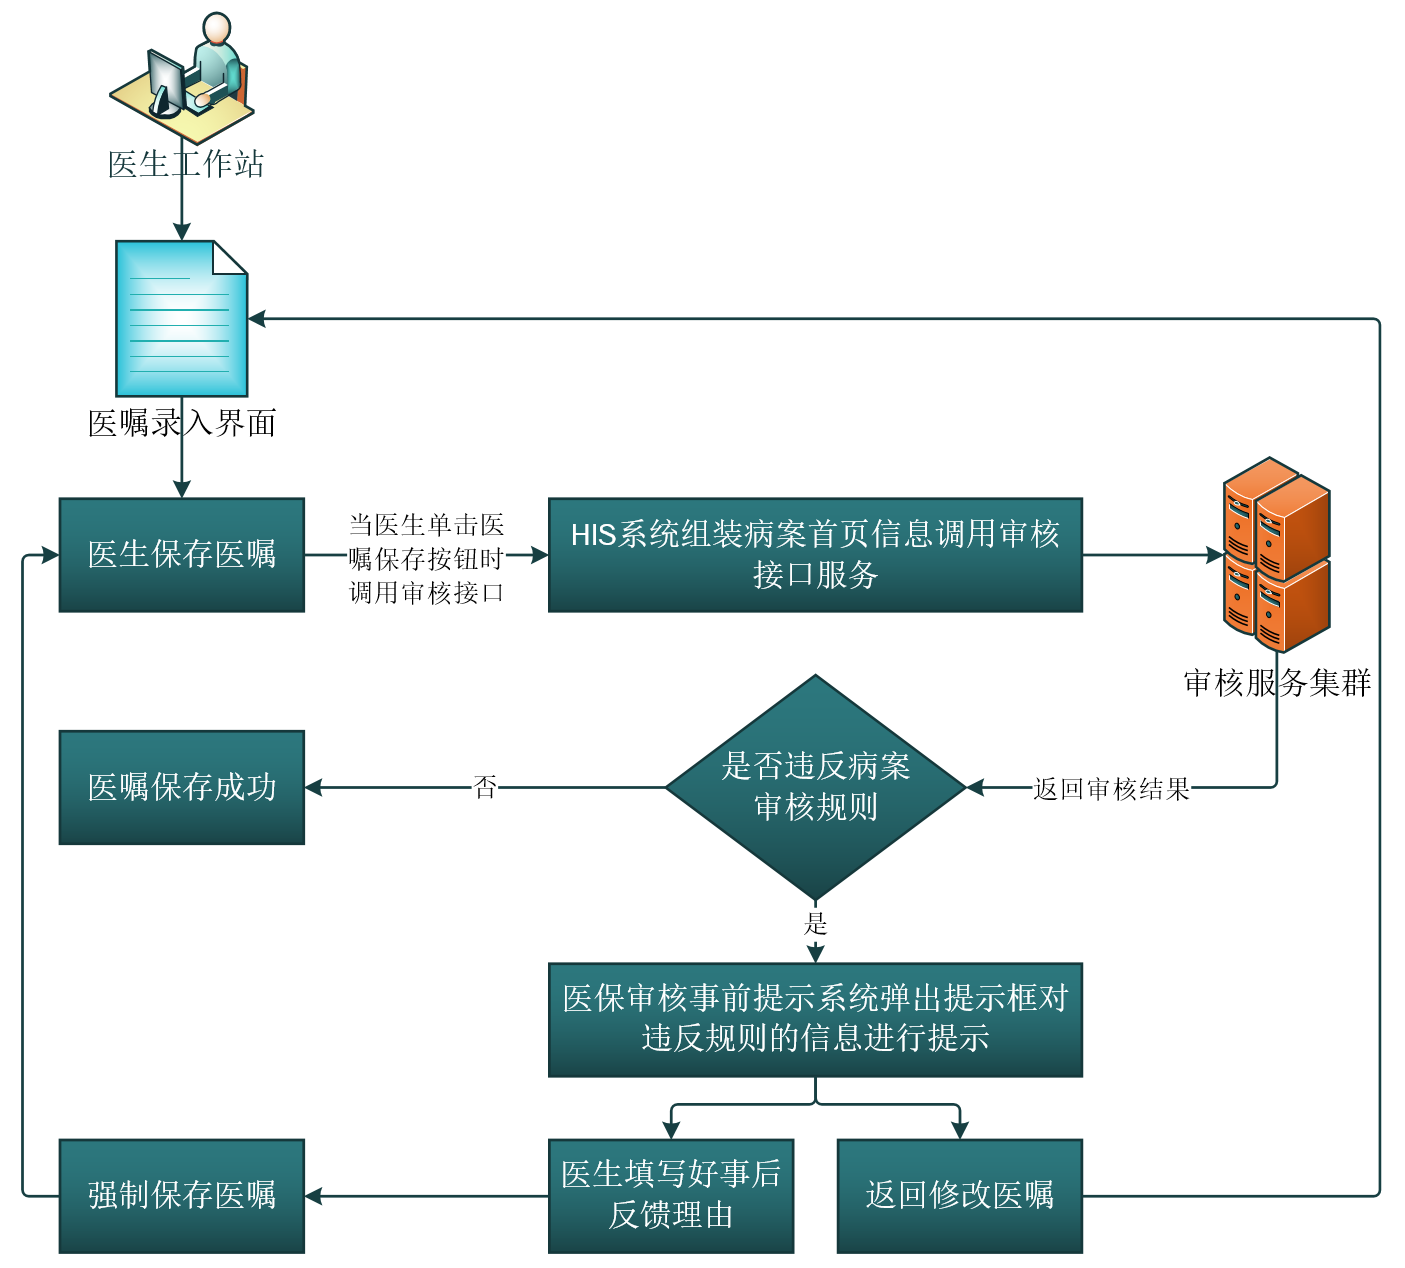 医生工作站
医嘱录入界面
医生保存医嘱
当医生单击医
嘱保存按钮时
调用审核接口
HIS系统组装病案首页信息调用审核
接口服务
审核服务集群
返回审核结果
是否违反病案
审核规则
否
医嘱保存成功
是
医保审核事前提示系统弹出提示框对
违反规则的信息进行提示
医生填写好事后
反馈理由
返回修改医嘱
强制保存医嘱